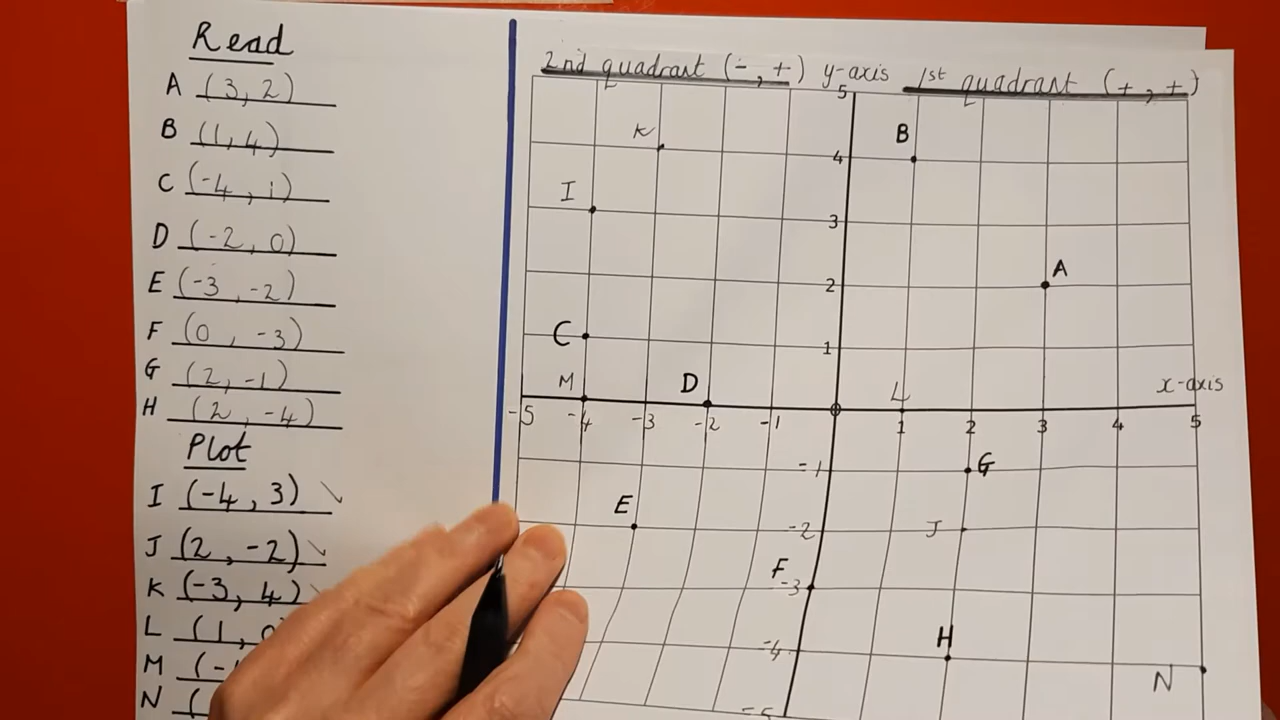 Read
A (3, 2)
B (1, 4)
C (-4, 1)
D (-2, 0)
E (-3, -2)
F (0, -3)
G (2, -1)
H (2, -4)
Plot
I (-4, 3)
J (2, -2)
K (-3, 4)
L (1, 0
M (-
N (
2nd quadrant (-, +) y-axis 1st quadrant (+, +)
5
K B
4
I
3
A
2
C
1
M D L x-axis
-5 -4 -3 -2 -1 1 2 3 4 5
-1 G
E
-2 J
F
-3
H
-4
N
-5